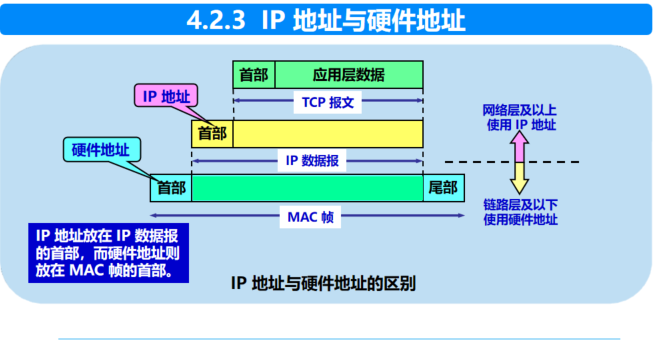 4.2.3 IP 地址与硬件地址
首部
应用层数据
TCP 报文
IP 地址
首部
IP 数据报
硬件地址
首部
尾部
MAC 帧
网络层及以上
使用 IP 地址
链路层及以下
使用硬件地址
IP 地址放在 IP 数据报
的首部，而硬件地址则
放在 MAC 帧的首部。
IP 地址与硬件地址的区别